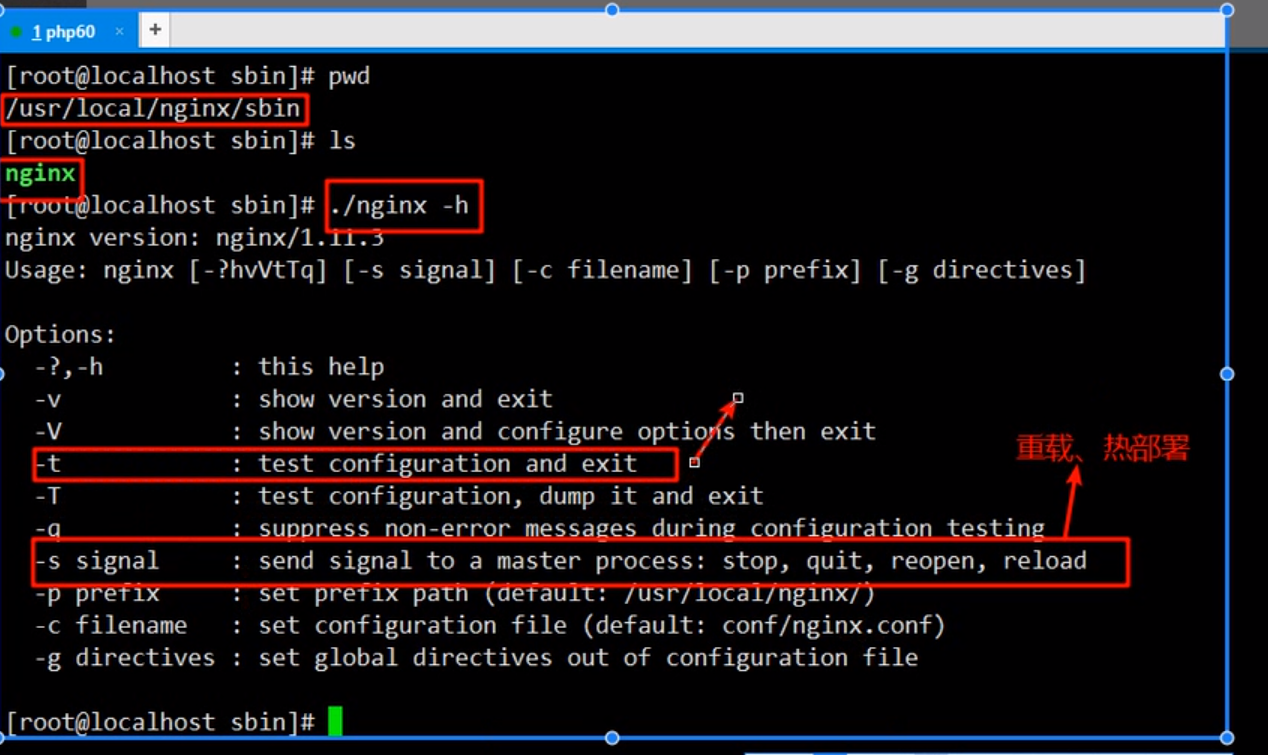 1 php60 × +
[root@localhost sbin]# pwd
/usr/local/nginx/sbin
[root@localhost sbin]# ls
nginx
[root@localhost sbin]# ./nginx -h
nginx version: nginx/1.11.3
Usage: nginx [-?hvVtTq] [-s signal] [-c filename] [-p prefix] [-g directives]
Options:
-?,-h : this help
-v : show version and exit
-V : show version and configure options then exit
-t : test configuration and exit
重载、热部署
-T : test configuration, dump it and exit
-q : suppress non-error messages during configuration testing
-s signal : send signal to a master process: stop, quit, reopen, reload
-p prefix : set prefix path (default: /usr/local/nginx/)
-c filename : set configuration file (default: conf/nginx.conf)
-g directives : set global directives out of configuration file
[root@localhost sbin]#